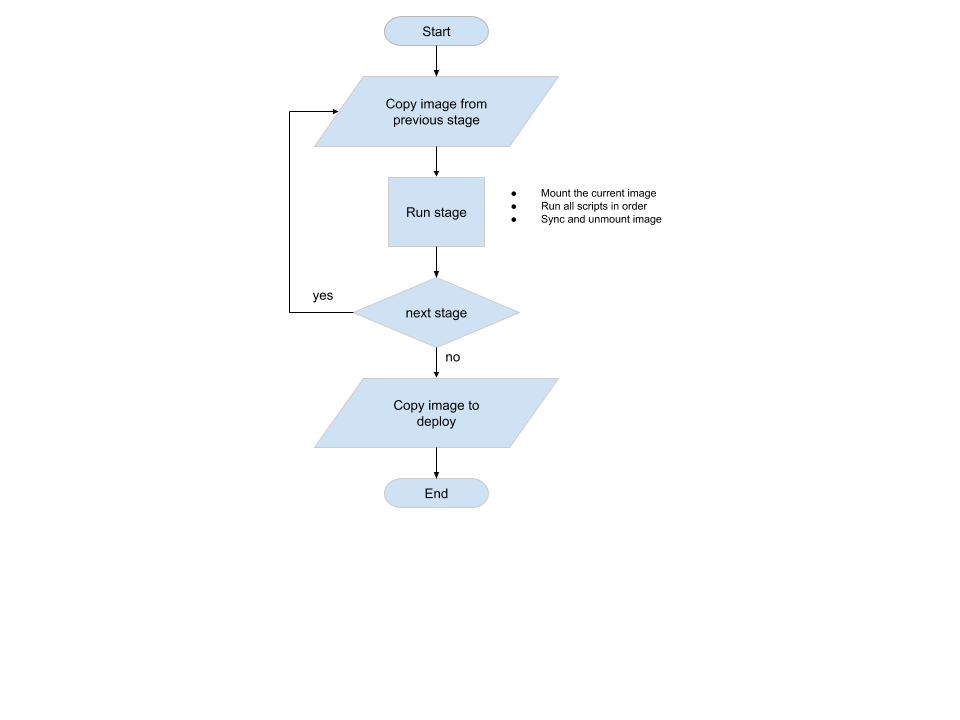 Start
Copy image from
previous stage
Run stage
● Mount the current image
● Run all scripts in order
● Sync and unmount image
yes
next stage
no
Copy image to
deploy
End